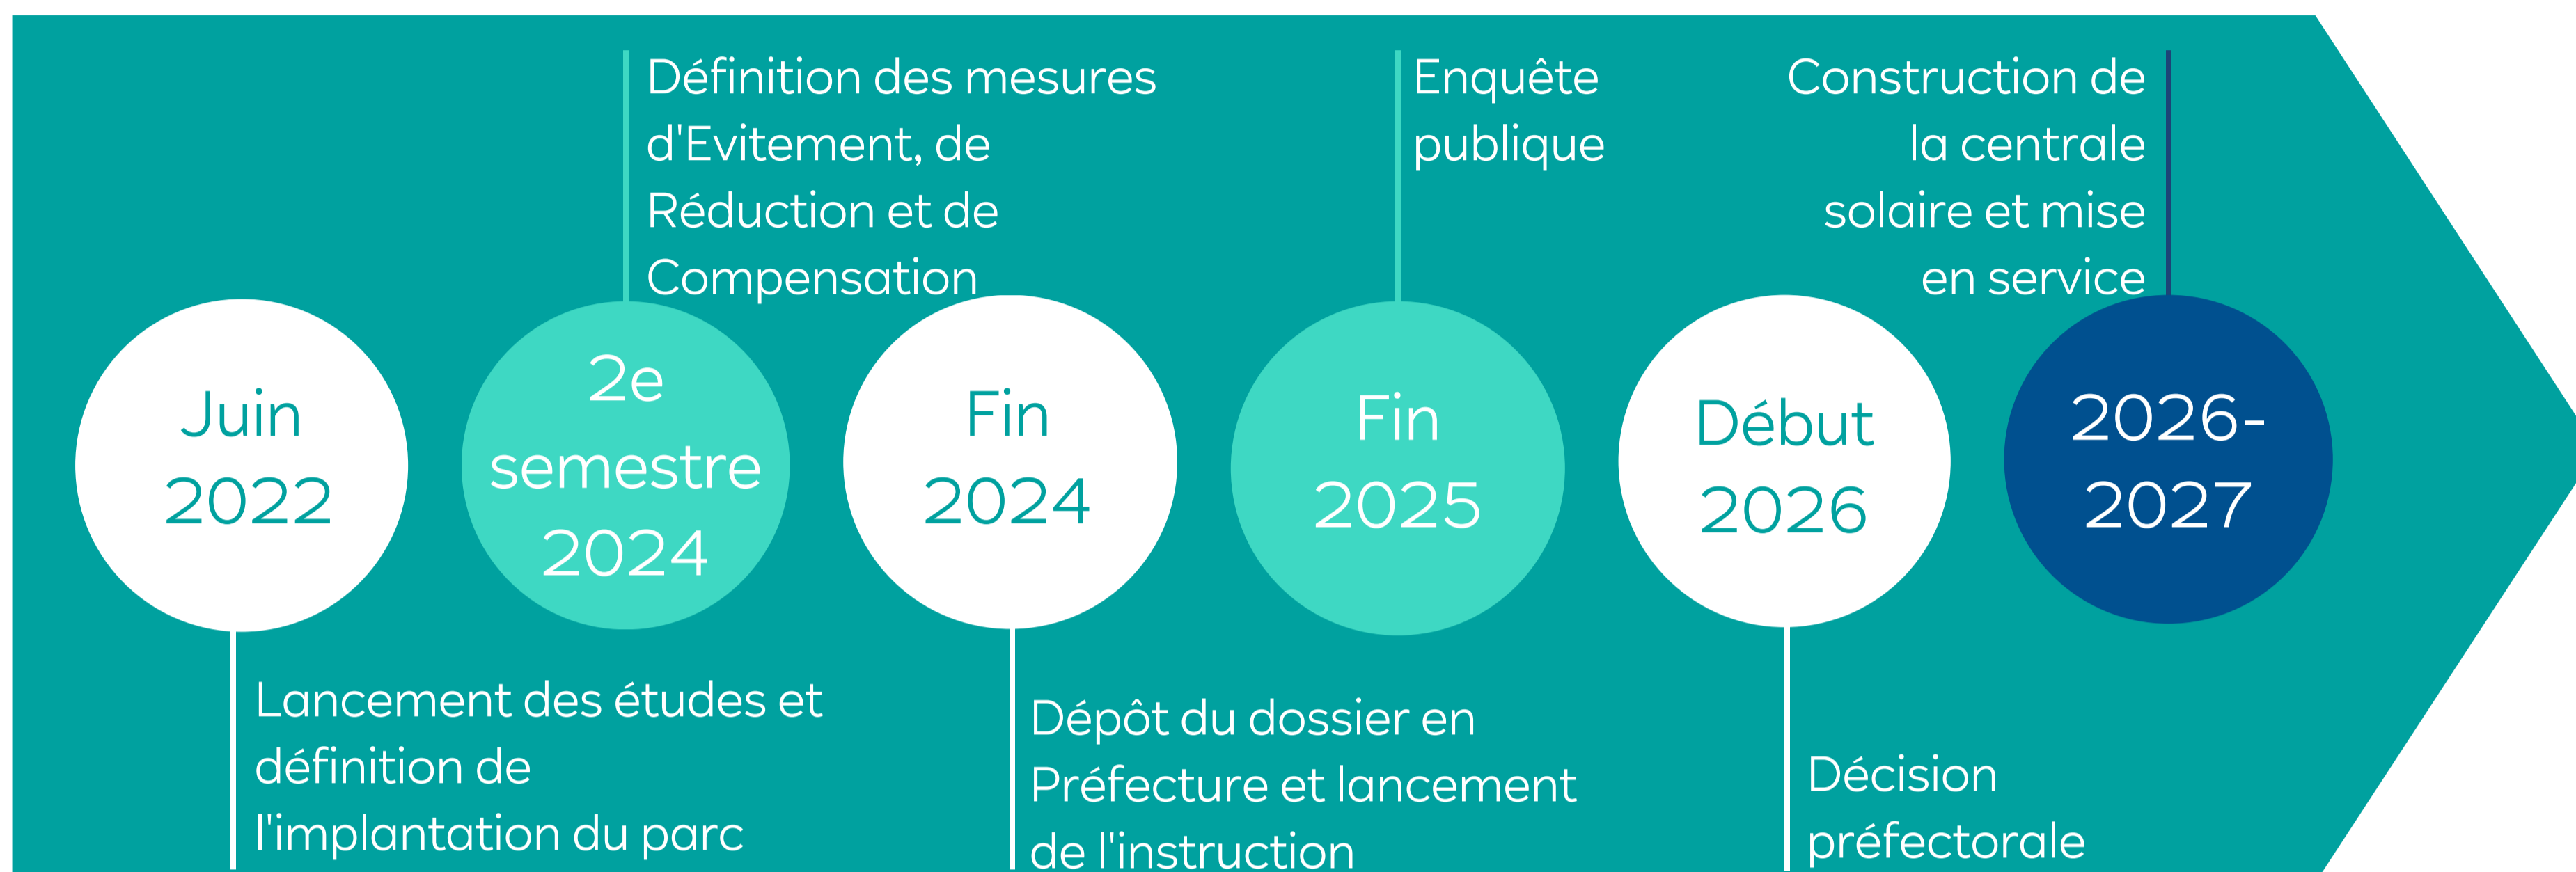 Juin
2022
Lancement des études et
définition de
l'implantation du parc
Définition des mesures
d'Evitement, de
Réduction et de
Compensation
2e
semestre
2024
Fin
2024
Dépôt du dossier en
Préfecture et lancement
de l'instruction
Enquête
publique
Fin
2025
Début
2026
Décision
préfectorale
Construction de
la centrale
solaire et mise
en service
2026-
2027